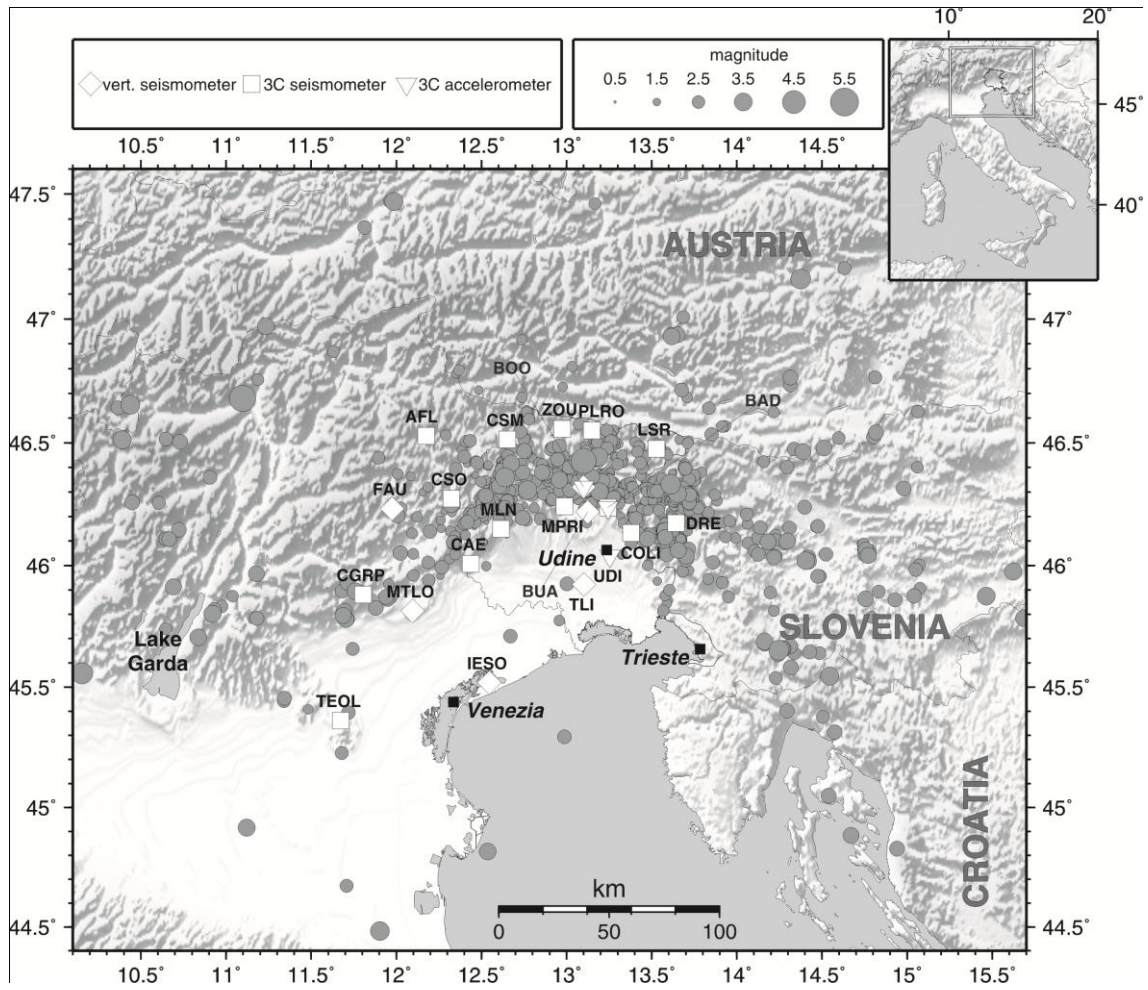 10˚ 20˚
magnitude
vert. seismometer 3C seismometer 3C accelerometer
0.5 1.5 2.5 3.5 4.5 5.5
45˚
40˚
10.5 11˚ 11.5 12˚ 12.5 13˚ 13.5 14˚ 14.5
47.5˚
AUSTRIA
47˚ 47˚
BOO
BAD
AFL CSM ZOU PLRO LSR
46.5˚ 46.5˚
FAU CSO
MLN MPRI DRE
CAE Udine COLI
46˚ 46˚
CGRP MTLO BUA UDI
TLI
SLOVENIA
Lake
Garda
Trieste
IESO
45.5˚ 45.5˚
TEOL Venezia
45˚ 45˚
CROATIA
km
44.5˚ 44.5˚
0 50 100
10.5 11˚ 11.5 12˚ 12.5 13˚ 13.5 14˚ 14.5 15˚ 15.5˚